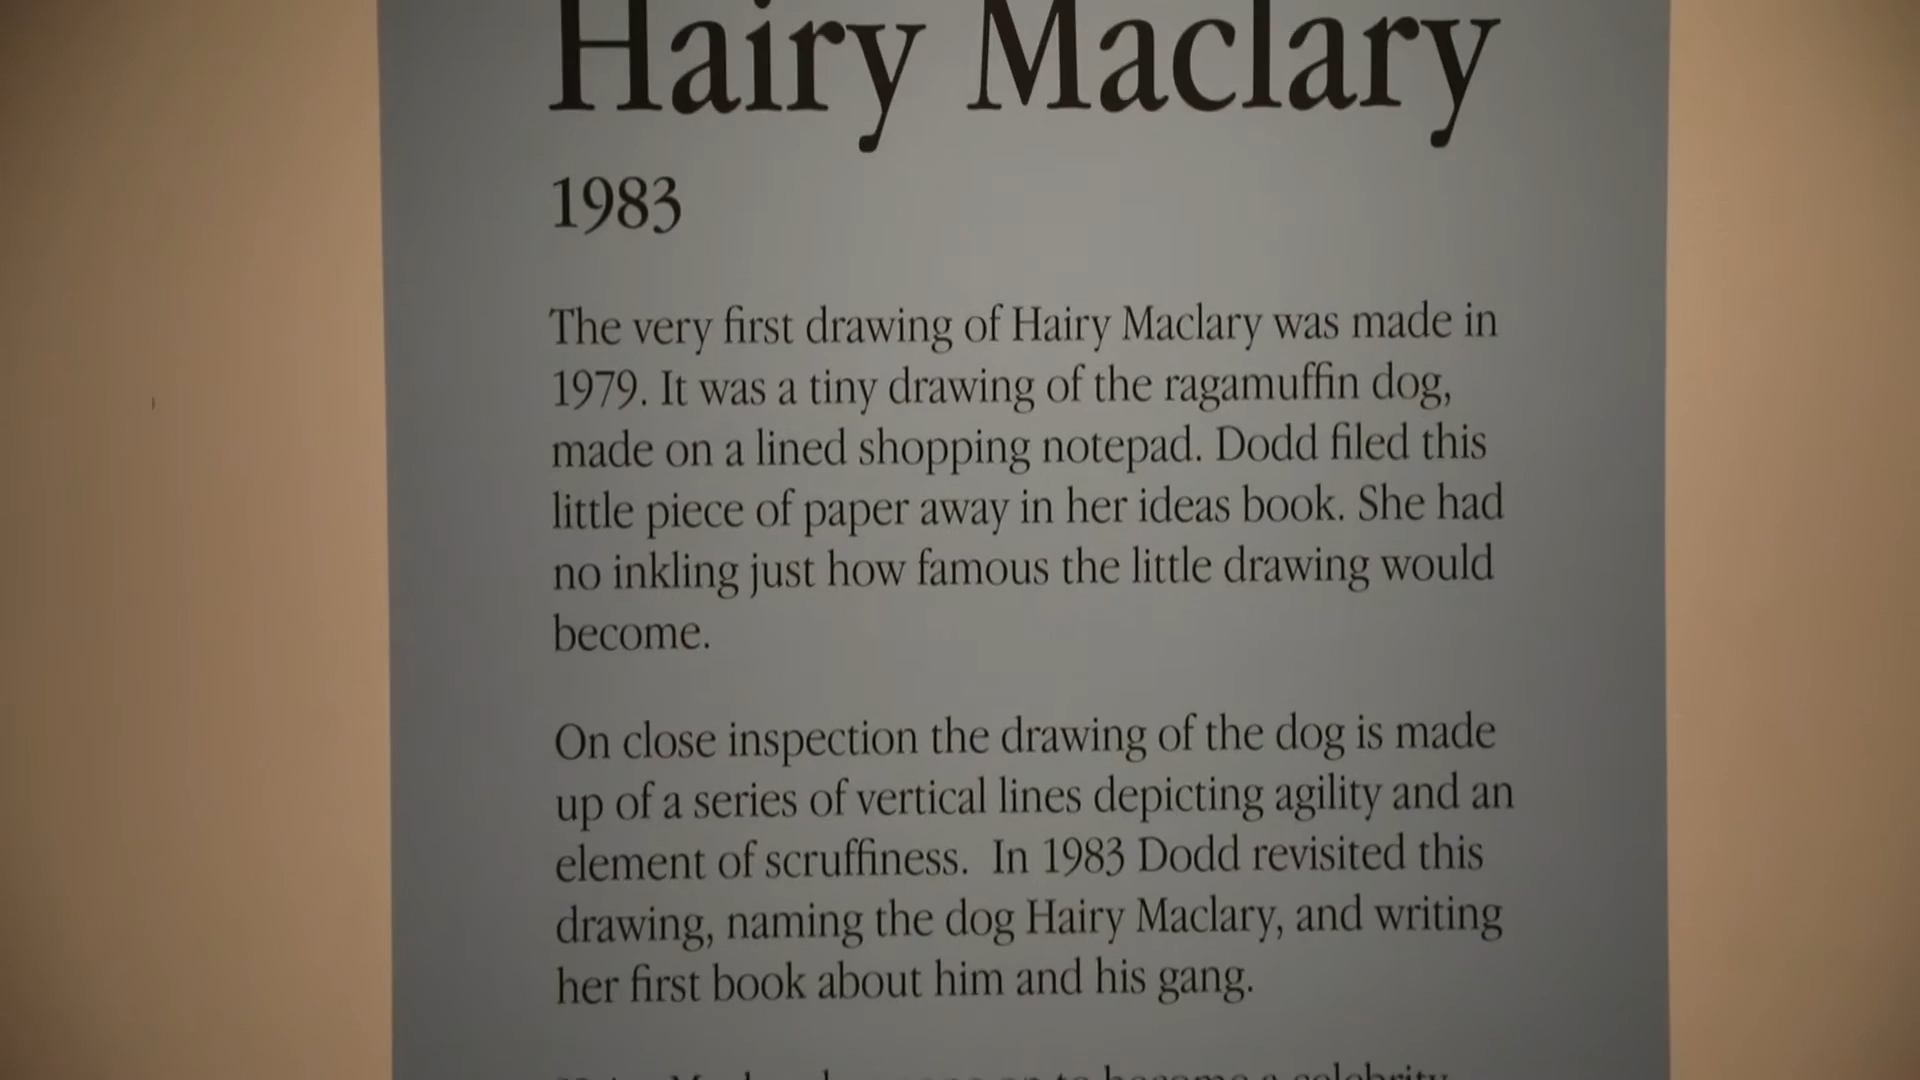 Hairy Maclary
1983
The very first drawing of Hairy Maclary was made in
1979. It was a tiny drawing of the ragamuffin dog,
made on a lined shopping notepad. Dodd filed this
little piece of paper away in her ideas book. She had
no inkling just how famous the little drawing would
become.
On close inspection the drawing of the dog is made
up of a series of vertical lines depicting agility and an
element of scruffiness.  In 1983 Dodd revisited this
drawing, naming the dog Hairy Maclary, and writing
her first book about him and his gang.
to become a celebrity